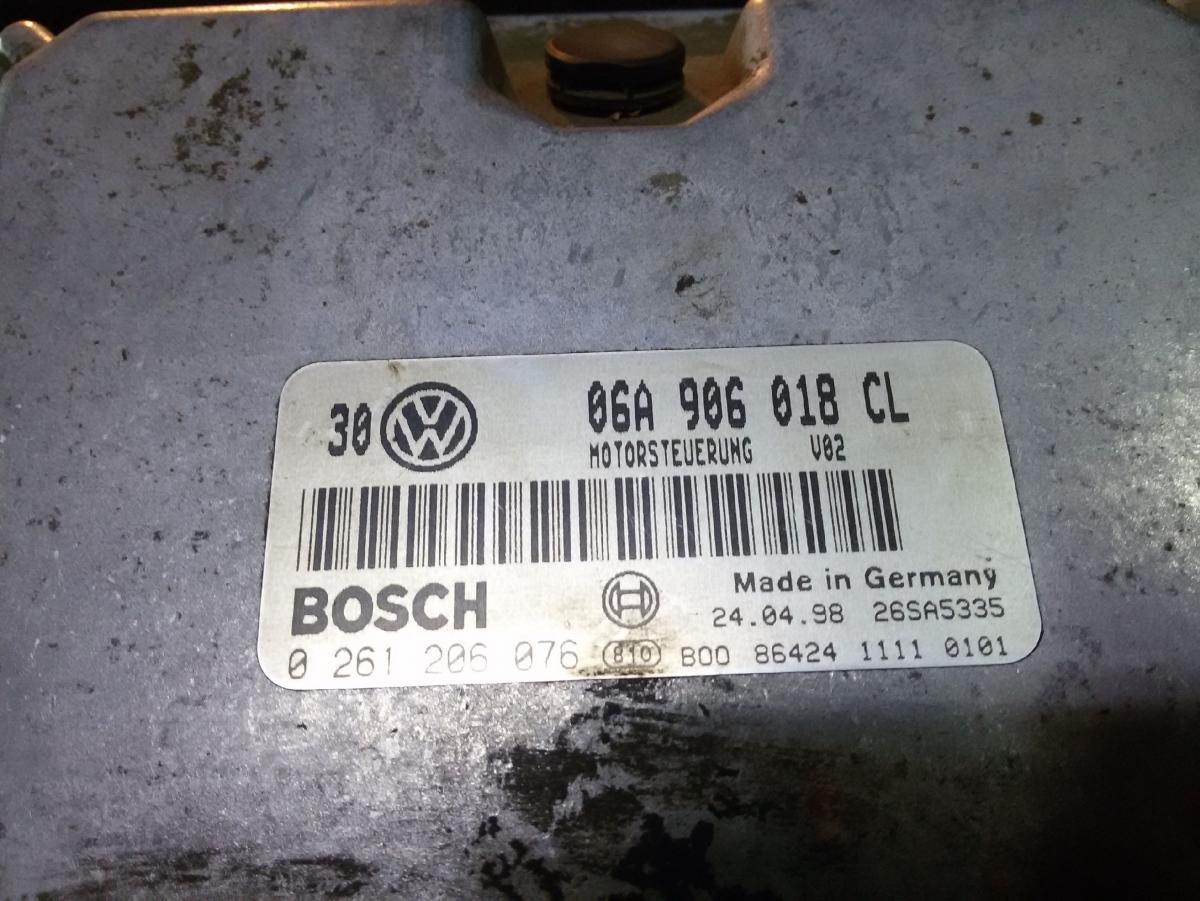 30 06A 906 018 CL
MOTORSTEUERUNG V02
BOSCH
Made in Germany
24.04.98 26SA5335
0 261 206 076 810 B00 86424 1111 0101